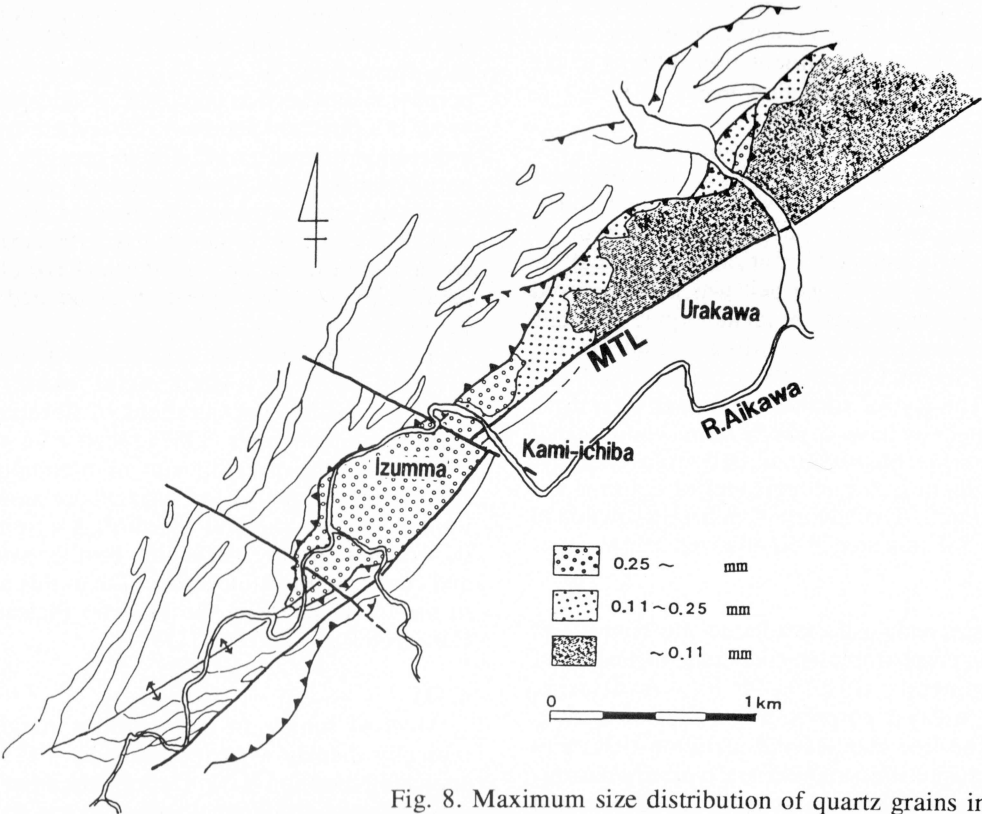 Urakawa
MTL
R.Aikawa
Kami-ichiba
Izumma
0.25 ~ mm
0.11~0.25 mm
~0.11 mm
0 1 km
Fig. 8. Maximum size distribution of quartz grains in